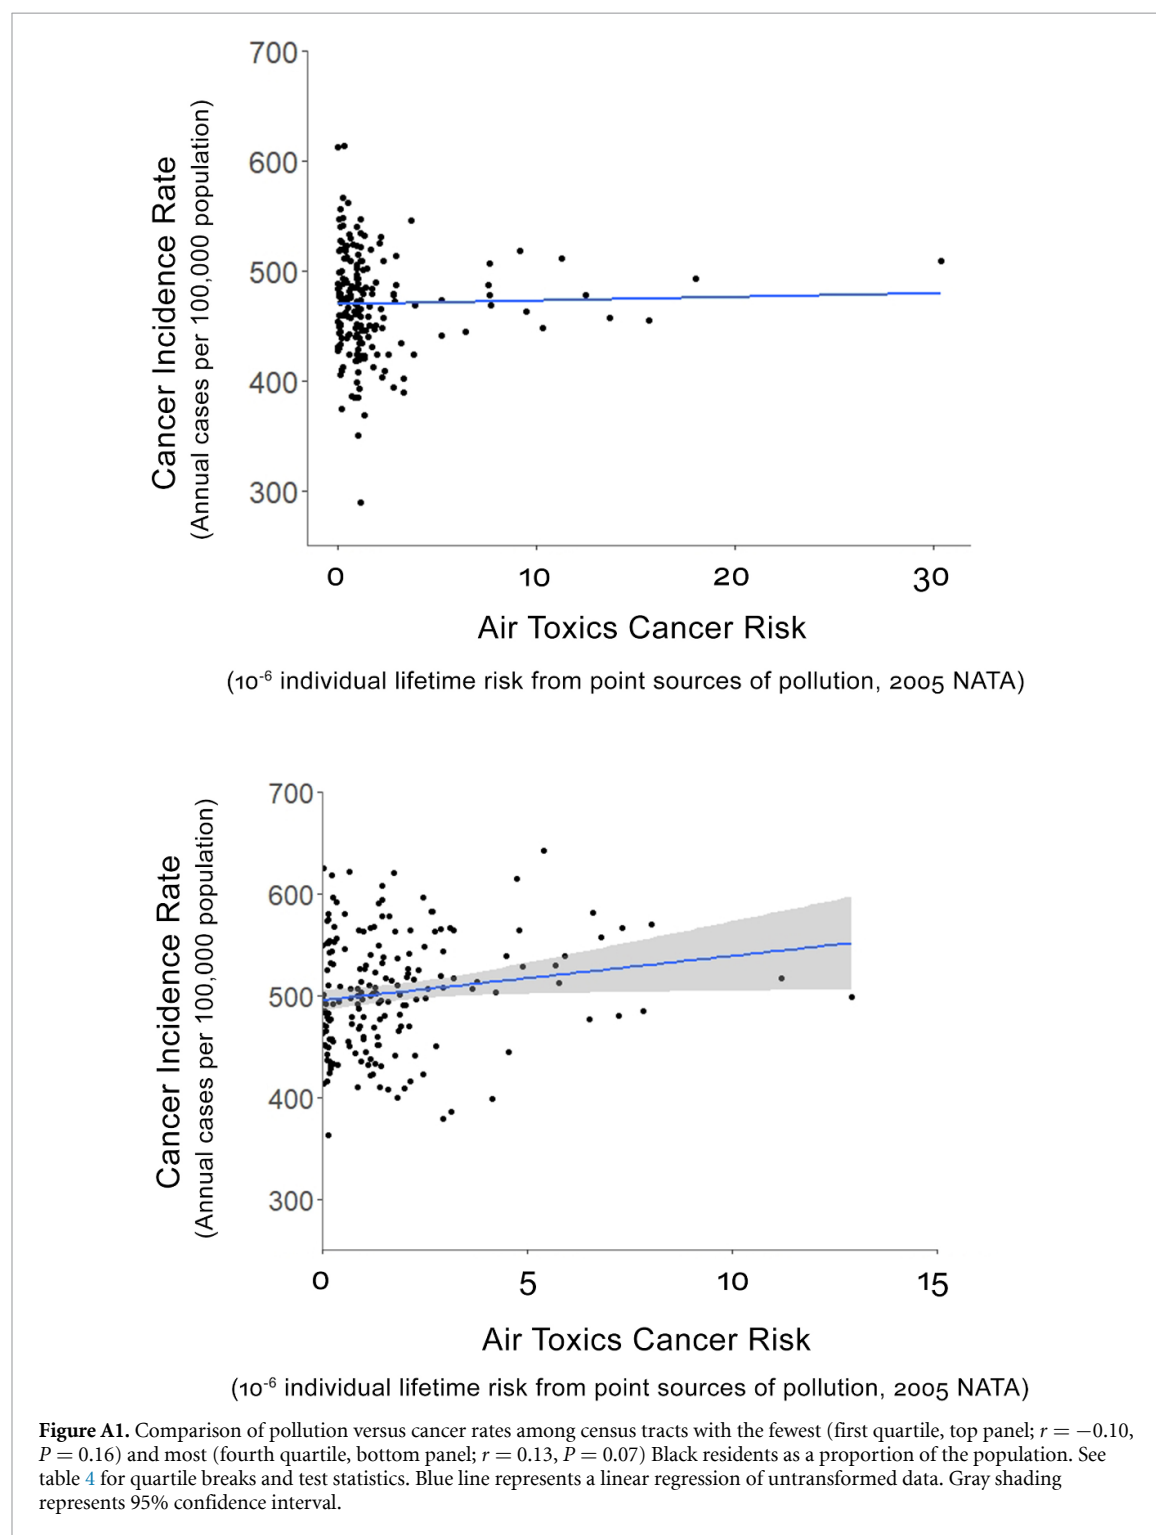 700
600
500
400
300
Cancer Incidence Rate
(Annual cases per 100,000 population)
0 10 20 30
Air Toxics Cancer Risk
(10-6 individual lifetime risk from point sources of pollution, 2005 NATA)
700
600
500
400
300
Cancer Incidence Rate
(Annual cases per 100,000 population)
0 5 10 15
Air Toxics Cancer Risk
(10-6 individual lifetime risk from point sources of pollution, 2005 NATA)
Figure A1. Comparison of pollution versus cancer rates among census tracts with the fewest (first quartile, top panel; r = −0.10,
P = 0.16) and most (fourth quartile, bottom panel; r = 0.13, P = 0.07) Black residents as a proportion of the population. See
table 4 for quartile breaks and test statistics. Blue line represents a linear regression of untransformed data. Gray shading
represents 95% confidence interval.